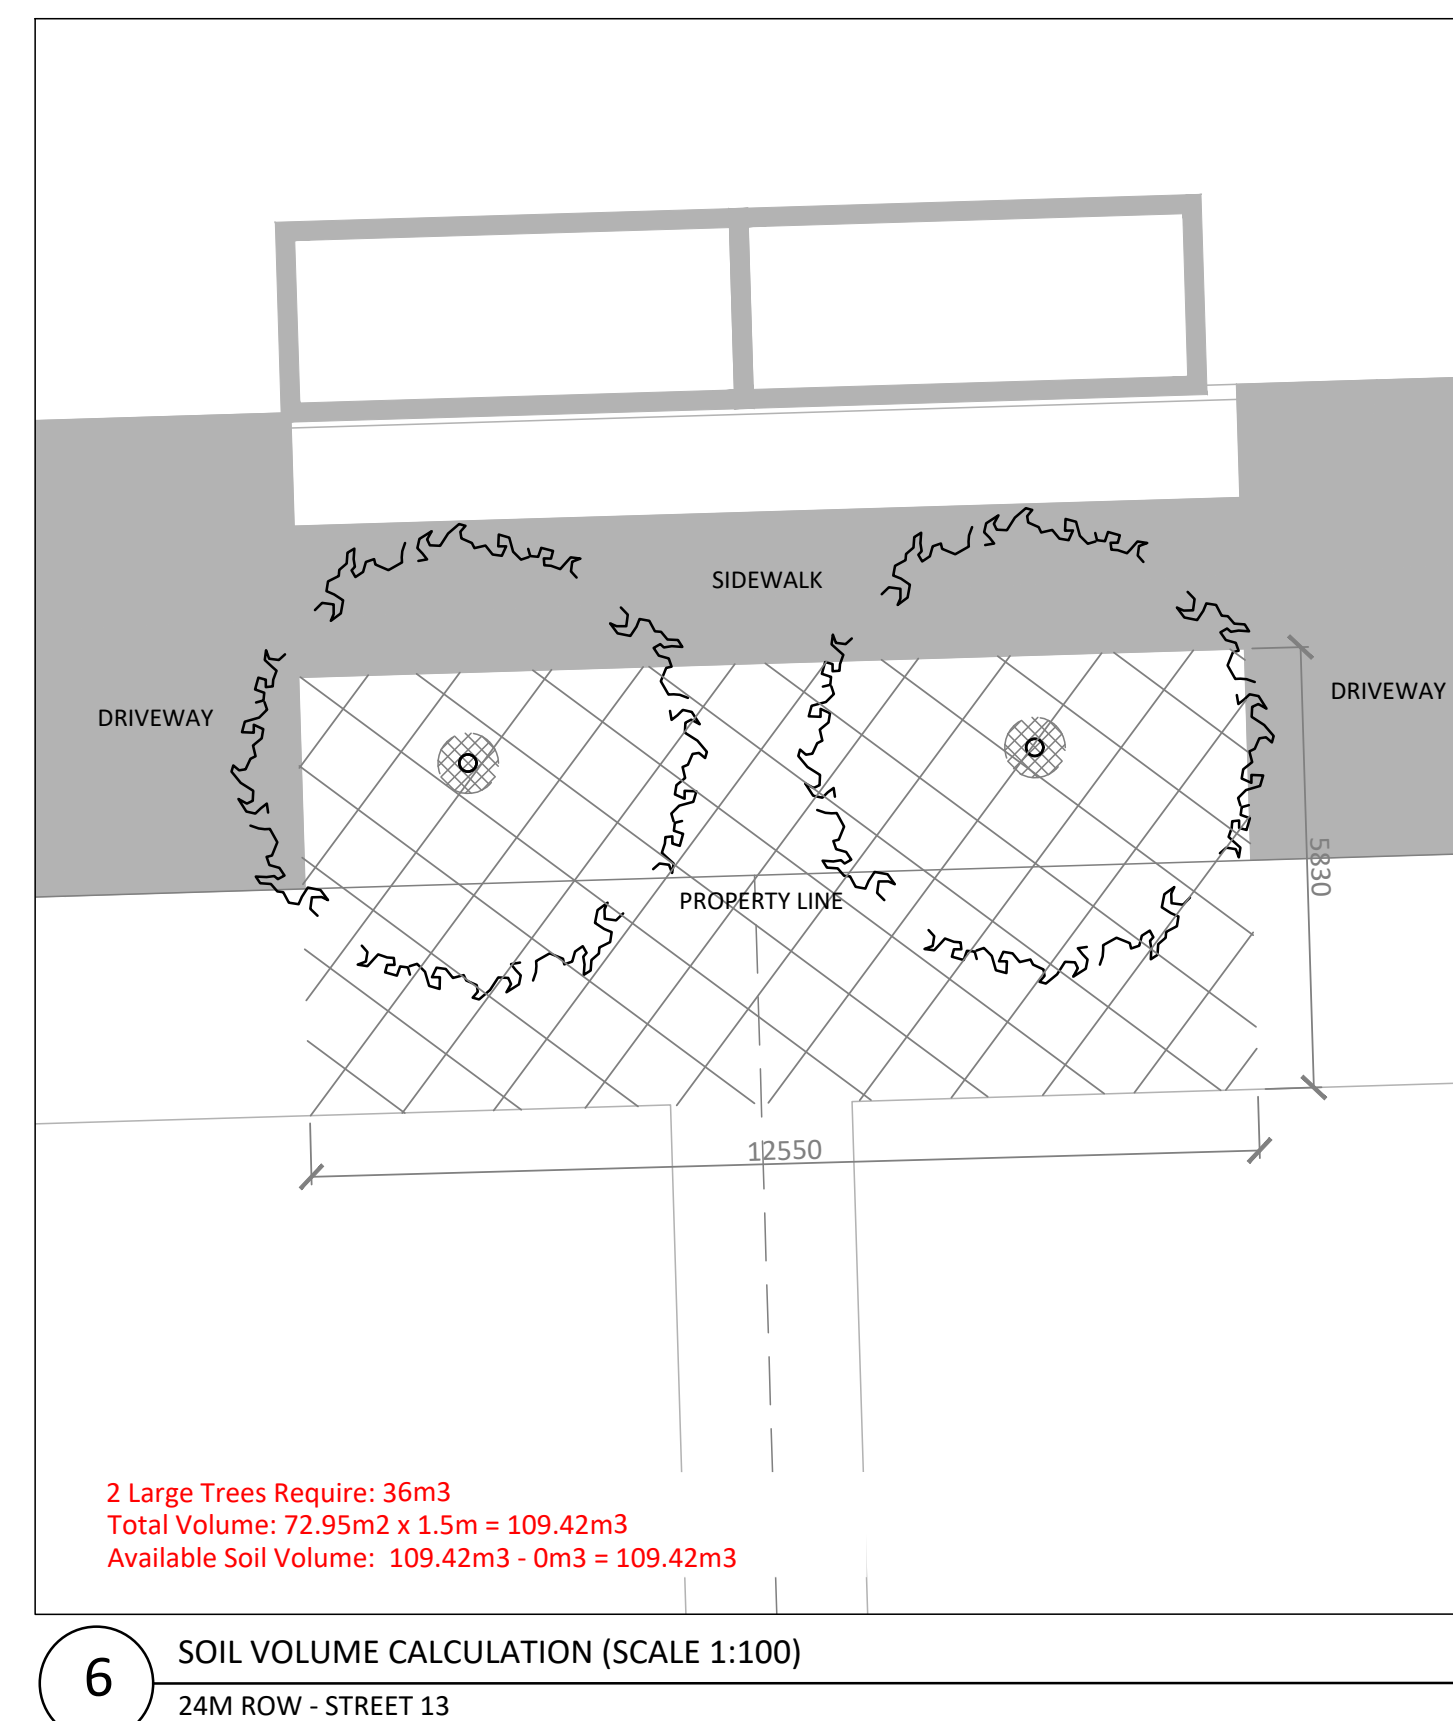 SIDEWALK
DRIVEWAY
DRIVEWAY
5830
PROPERTY LINE
12550
2 Large Trees Require: 36m3
Total Volume: 72.95m2 x 1.5m = 109.42m3
Available Soil Volume: 109.42m3 - 0m3 = 109.42m3
6
SOIL VOLUME CALCULATION (SCALE 1:100)
24M ROW - STREET 13